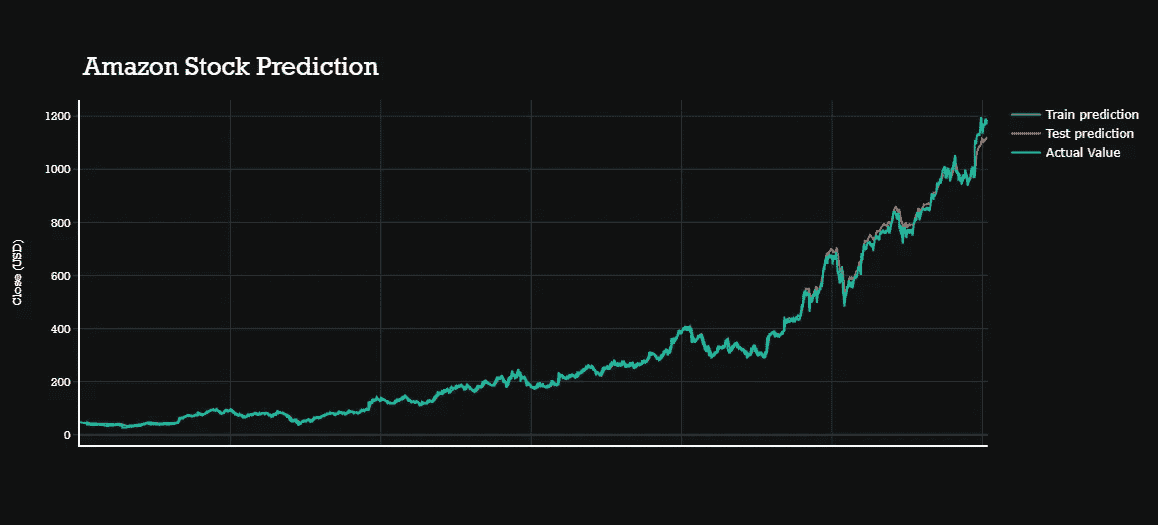 Amazon Stock Prediction
1200
1000
800
600
400
200
0
Close (USD)
Train prediction
Test prediction
Actual Value